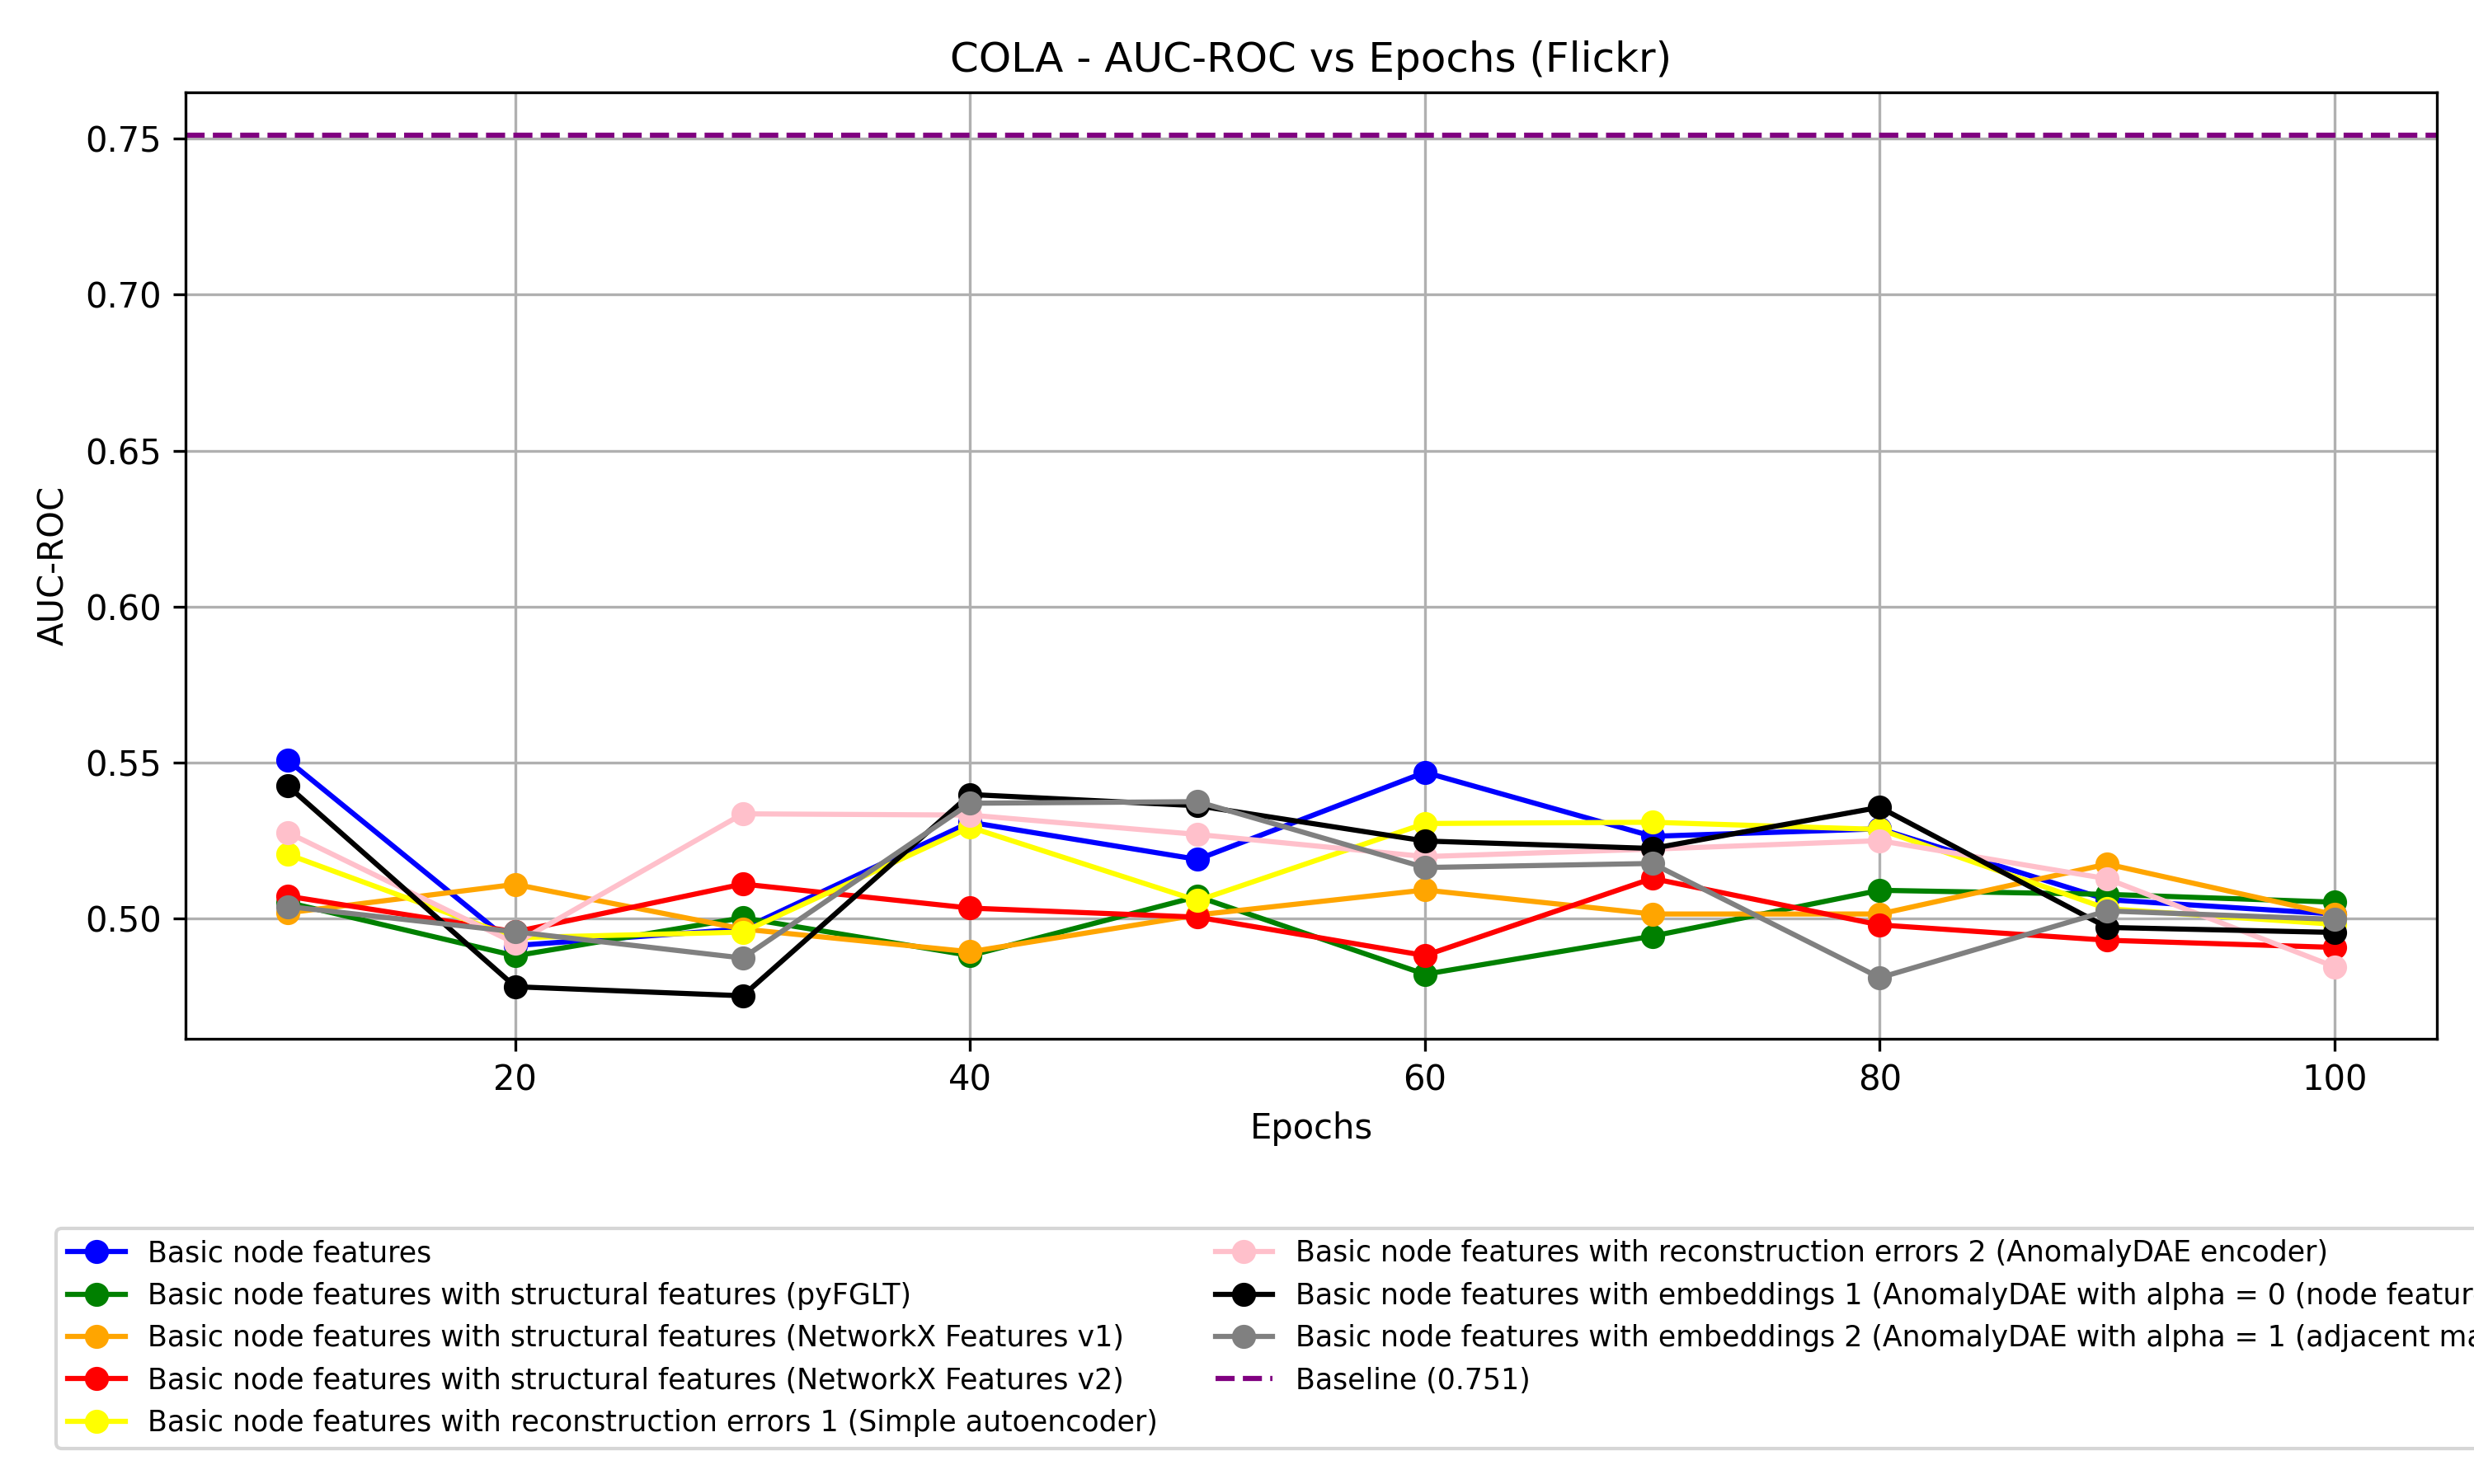 COLA - AUC-ROC vs Epochs (Flickr)
0.75
0.70
0.65
0.60
0.55
0.50
AUC-ROC
20 40 60 80 100
Epochs
Basic node features
Basic node features with structural features (pyFGLT)
Basic node features with structural features (NetworkX Features v1)
Basic node features with structural features (NetworkX Features v2)
Basic node features with reconstruction errors 1 (Simple autoencoder)
Basic node features with reconstruction errors 2 (AnomalyDAE encoder)
Basic node features with embeddings 1 (AnomalyDAE with alpha = 0 (node
Basic node features with embeddings 2 (AnomalyDAE with alpha = 1 (adjacent
Baseline (0.751)